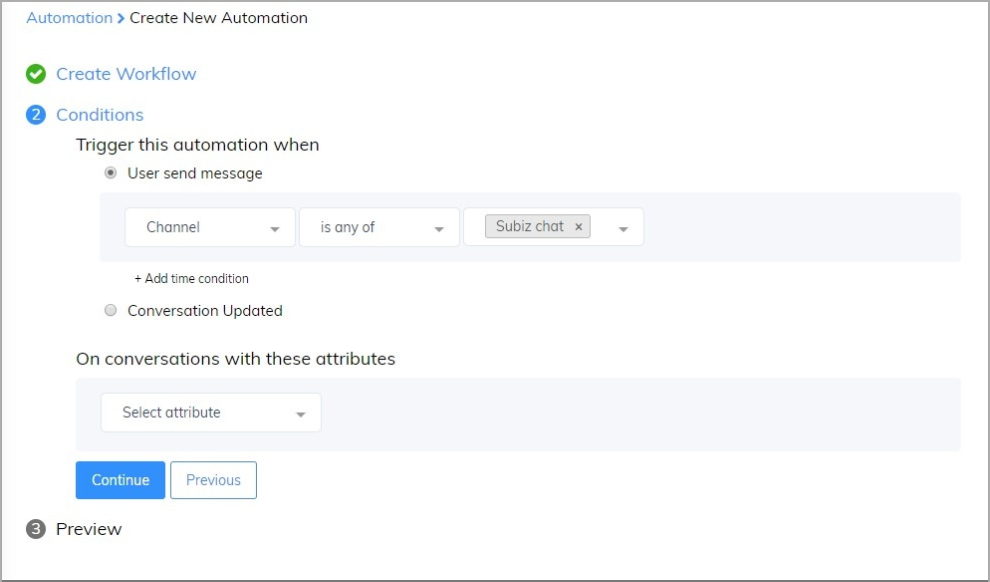 Automation > Create New Automation
Create Workflow
2 Conditions
Trigger this automation when
User send message
Channel is any of Subiz chat ×
+ Add time condition
Conversation Updated
On conversations with these attributes
Select attribute
Continue Previous
3 Preview